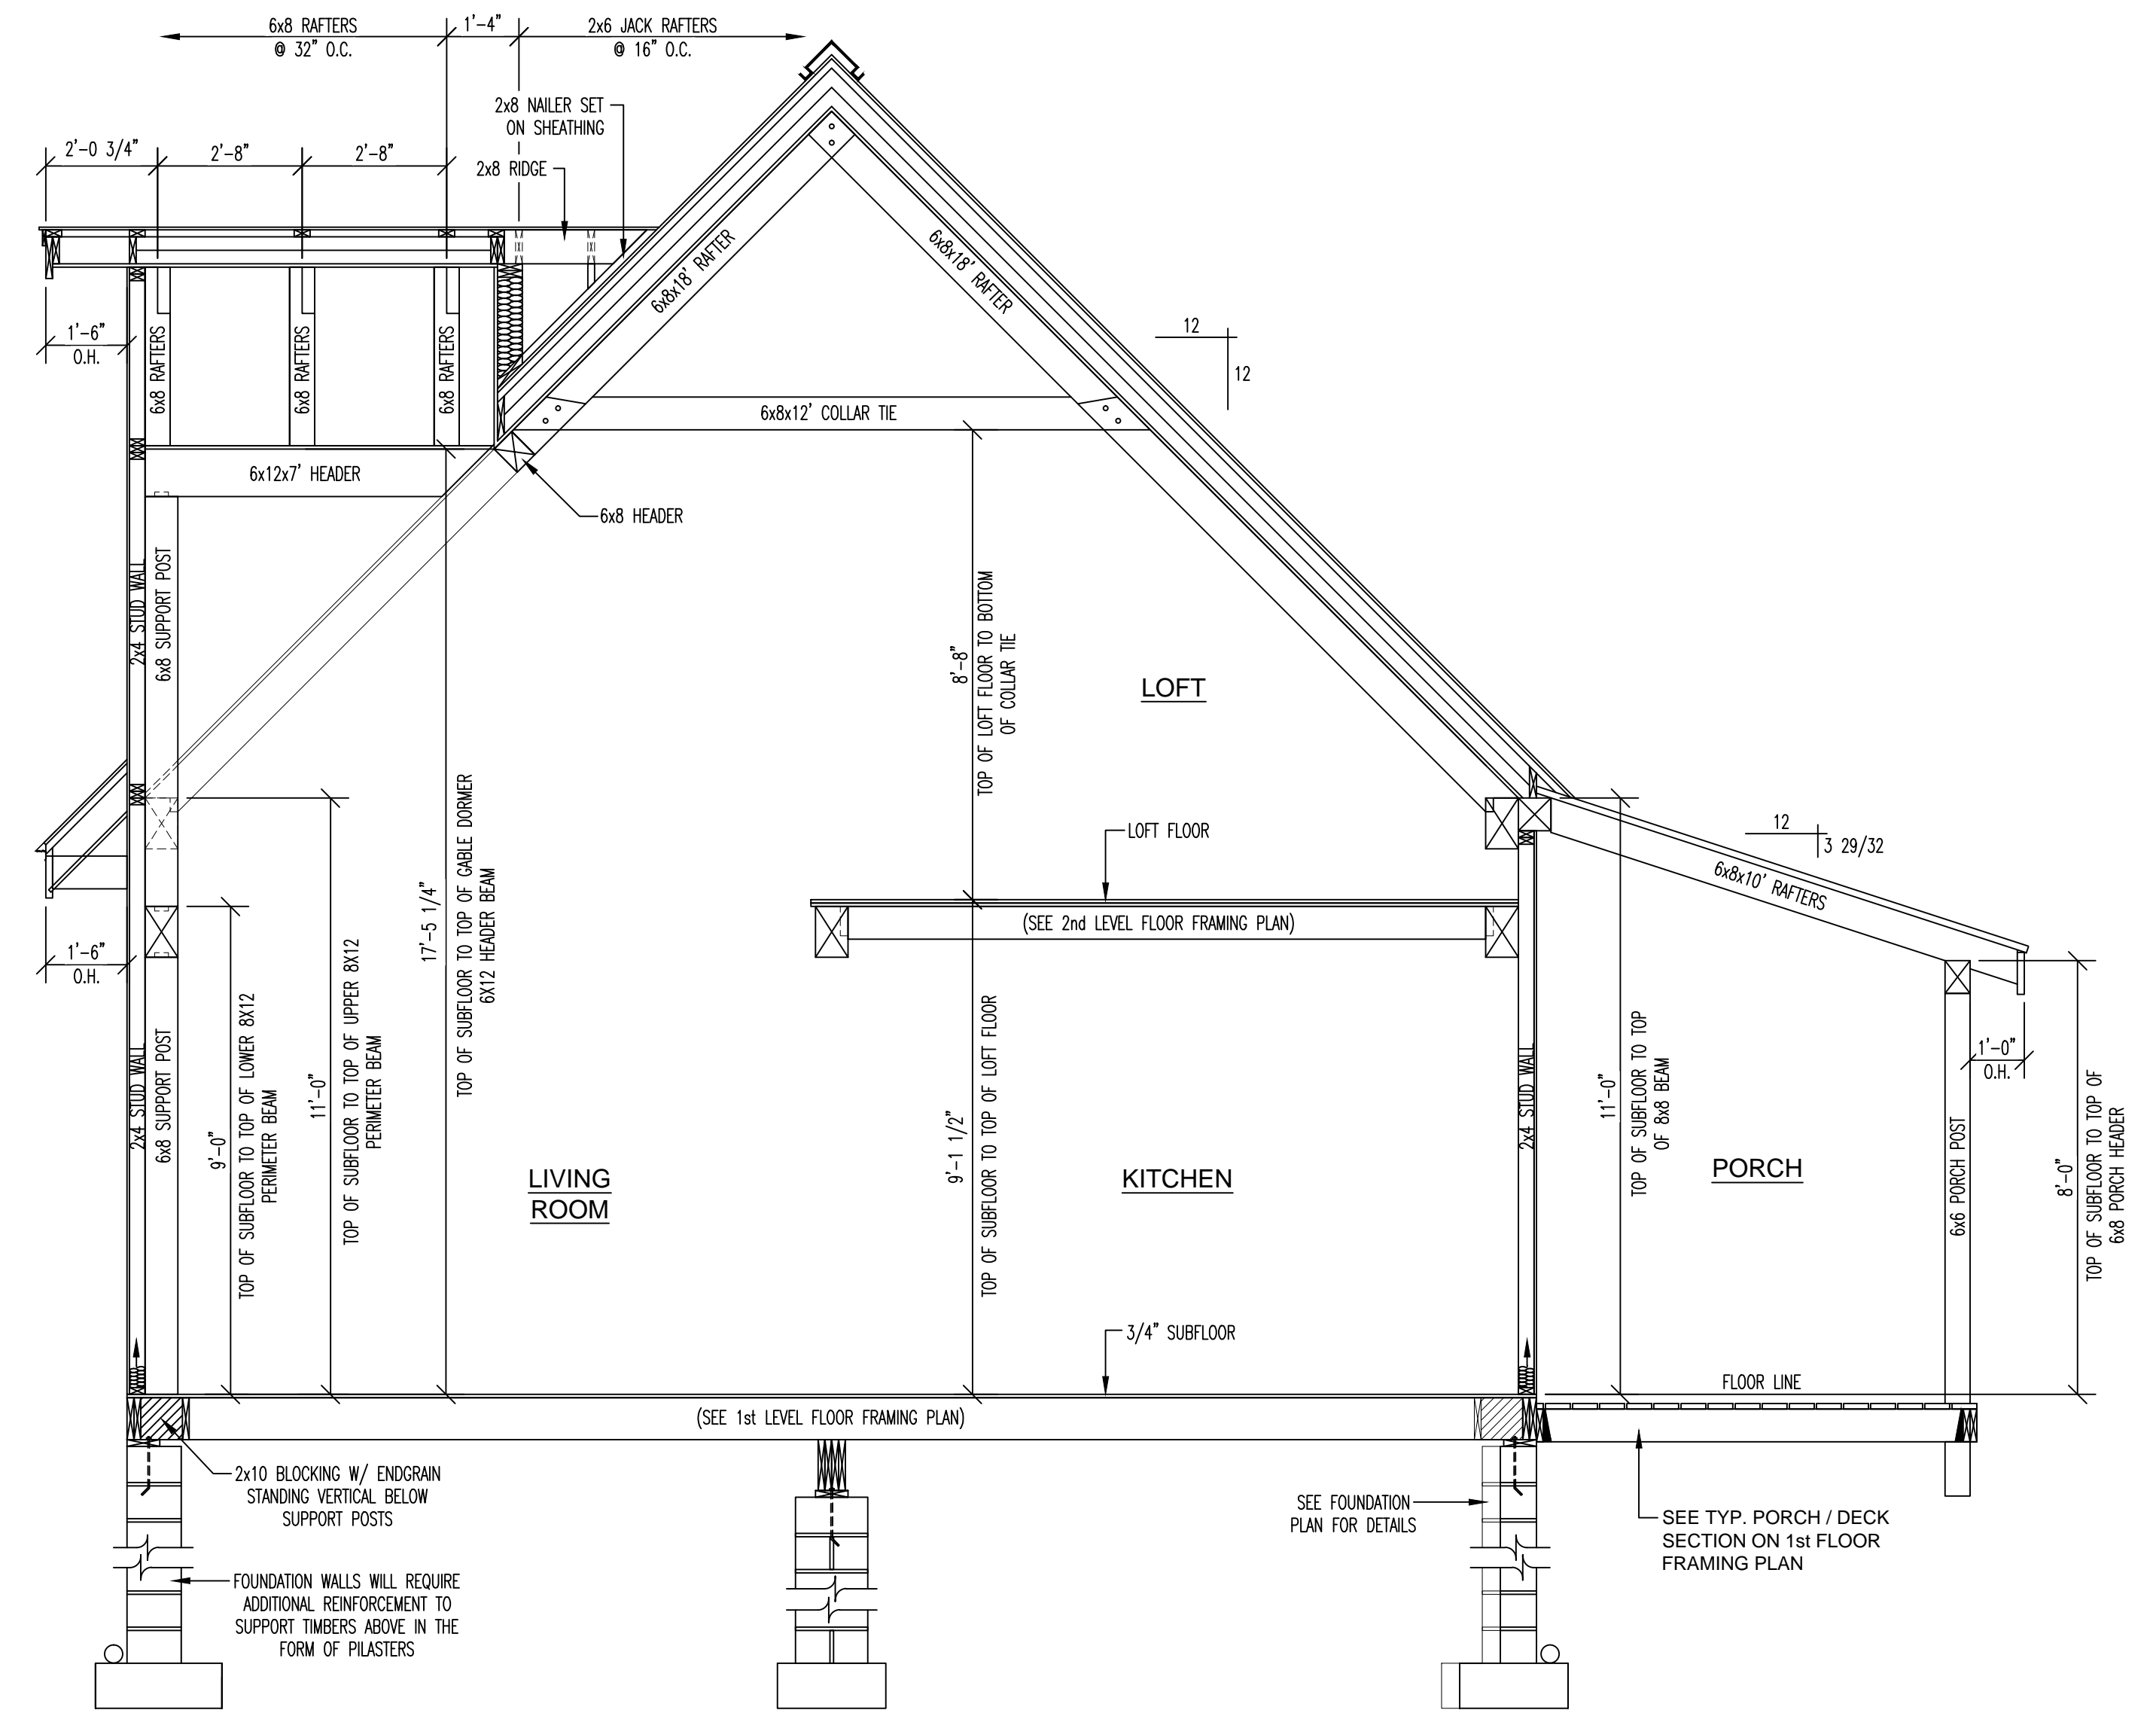 6x8 RAFTERS
@ 32" O.C.
1'-4"
2x6 JACK RAFTERS
@ 16" O.C.
2x8 NAILER SET
ON SHEATHING
2'-0 3/4"
2'-8"
2'-8"
2x8 RIDGE
1'-6"
O.H.
6x8 RAFTERS
6x8 RAFTERS
6x8 RAFTERS
6x8x18' RAFTER
6x8x18' RAFTER
12
12
6x8x12' COLLAR TIE
6x12x7' HEADER
6x8 HEADER
2x4 STUD WALL
6x8 SUPPORT POST
8'-8"
TOP OF LOFT FLOOR TO BOTTOM
OF COLLAR TIE
LOFT
LOFT FLOOR
12
3 29/32
6x8x10' RAFTERS
(SEE 2nd LEVEL FLOOR FRAMING PLAN)
1'-6"
O.H.
2x4 STUD WALL
6x8 SUPPORT POST
9'-0"
TOP OF SUBFLOOR TO TOP OF LOWER 8X12
PERIMETER BEAM
11'-0"
TOP OF SUBFLOOR TO TOP OF UPPER 8X12
PERIMETER BEAM
17'-5 1/4"
TOP OF SUBFLOOR TO TOP OF GABLE DORMER
6X12 HEADER BEAM
LIVING
ROOM
9'-1 1/2"
TOP OF SUBFLOOR TO TOP OF LOFT FLOOR
KITCHEN
2x4 STUD WALL
11'-0"
TOP OF SUBFLOOR TO TOP
OF 8x8 BEAM
PORCH
6x6 PORCH POST
1'-0"
O.H.
8'-0"
TOP OF SUBFLOOR TO TOP OF
6x8 PORCH HEADER
3/4" SUBFLOOR
FLOOR LINE
(SEE 1st LEVEL FLOOR FRAMING PLAN)
2x10 BLOCKING W/ ENDGRAIN
STANDING VERTICAL BELOW
SUPPORT POSTS
SEE FOUNDATION
PLAN FOR DETAILS
SEE TYP. PORCH / DECK
SECTION ON 1st FLOOR
FRAMING PLAN
FOUNDATION WALLS WILL REQUIRE
ADDITIONAL REINFORCEMENT TO
SUPPORT TIMBERS ABOVE IN THE
FORM OF PILASTERS